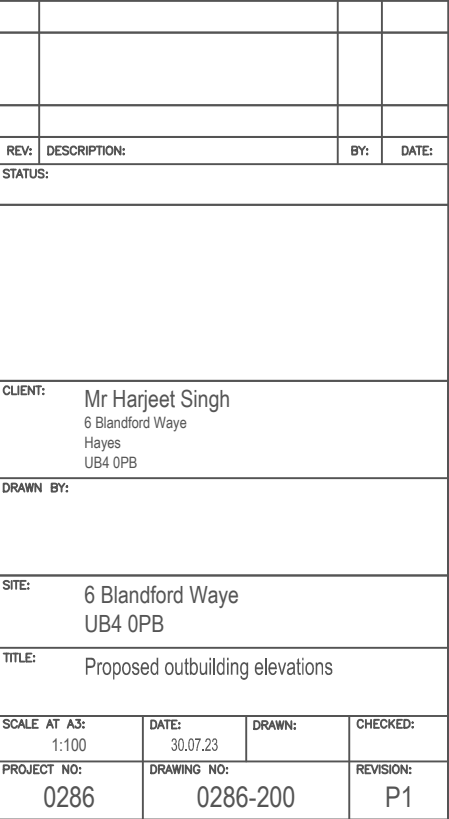 REV: DESCRIPTION: BY: DATE:
STATUS:
CLIENT:
Mr Harjeet Singh
6 Blandford Waye
Hayes
UB4 0PB
DRAWN BY:
SITE:
6 Blandford Waye
UB4 0PB
TITLE:
Proposed outbuilding elevations
SCALE AT A3: DATE: DRAWN: CHECKED:
1:100 30.07.23
PROJECT NO: DRAWING NO: REVISION:
0286 0286-200 P1